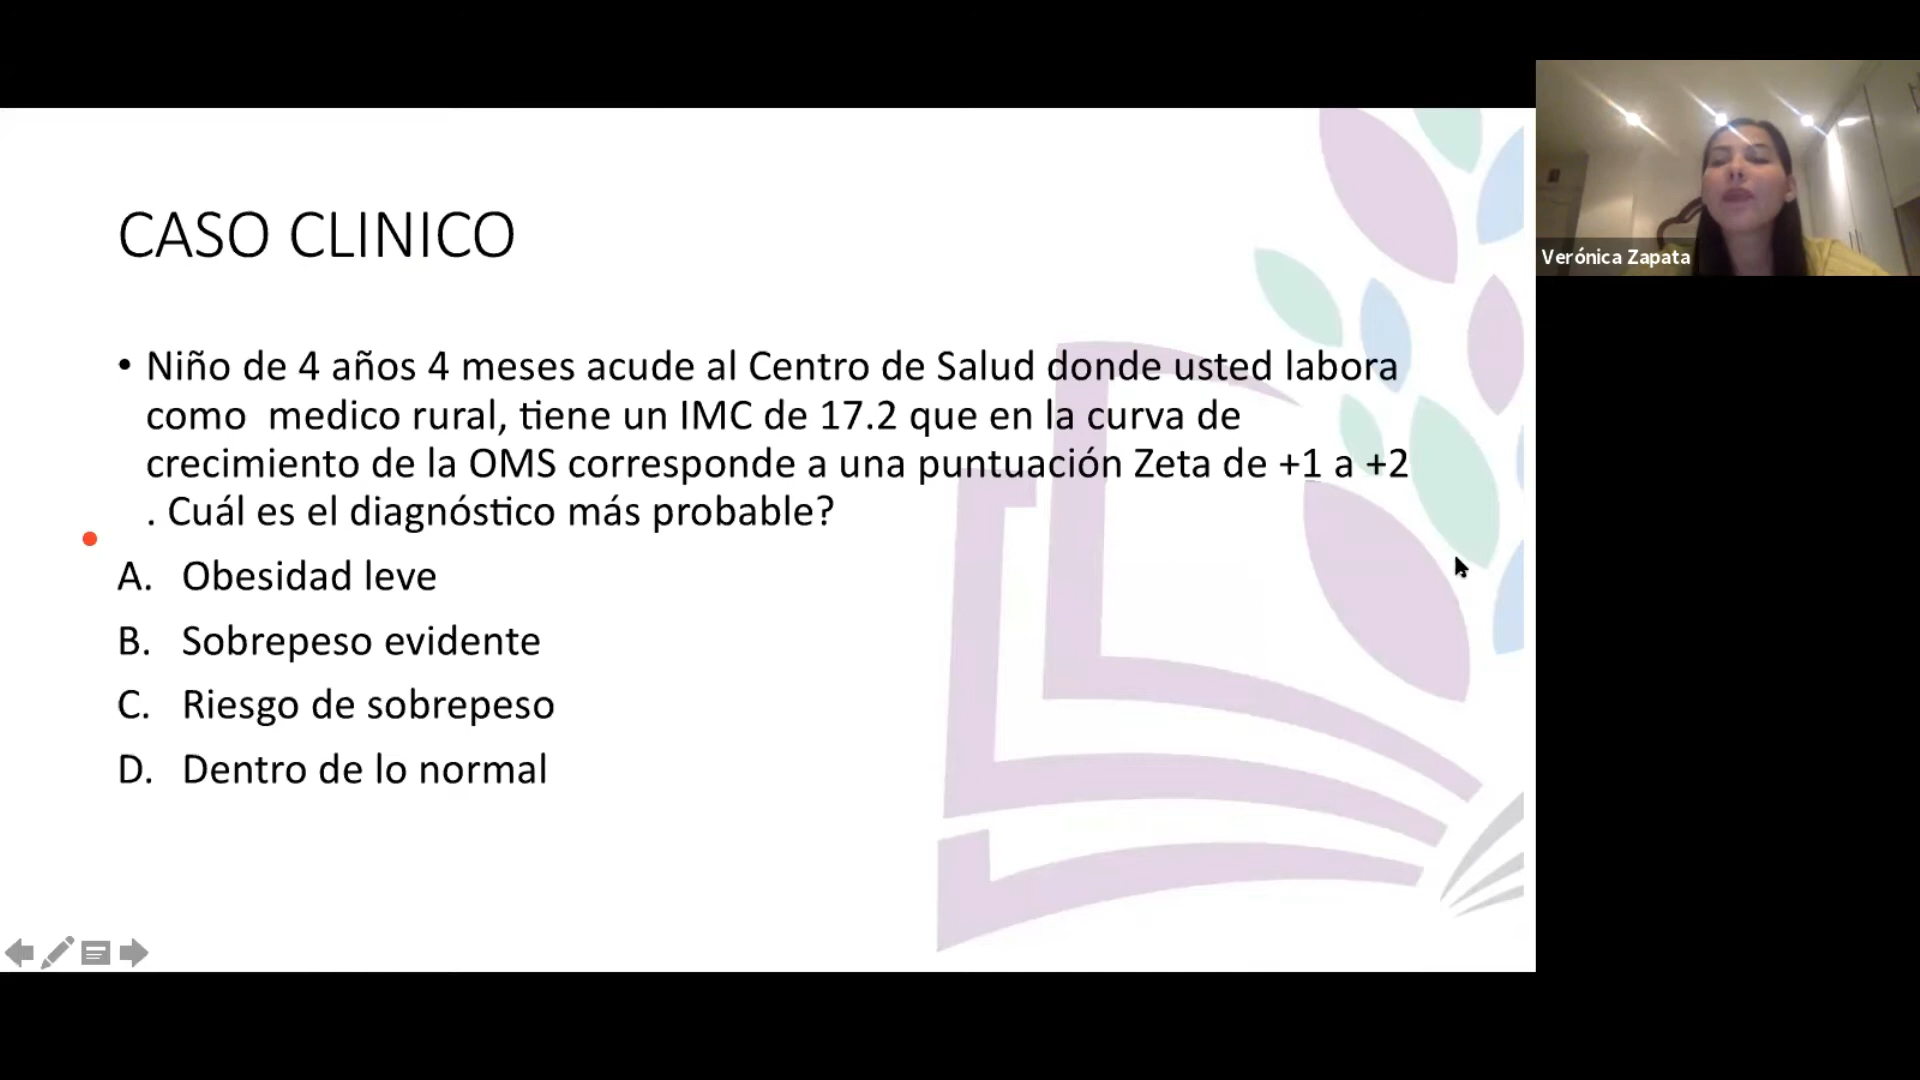 CASO CLINICO
• Niño de 4 años 4 meses acude al Centro de Salud donde usted labora
como  medico rural, tiene un IMC de 17.2 que en la curva de
crecimiento de la OMS corresponde a una puntuación Zeta de +1 a +2
. Cuál es el diagnóstico más probable?
A. Obesidad leve
B. Sobrepeso evidente
C. Riesgo de sobrepeso
D. Dentro de lo normal
Verónica Zapata